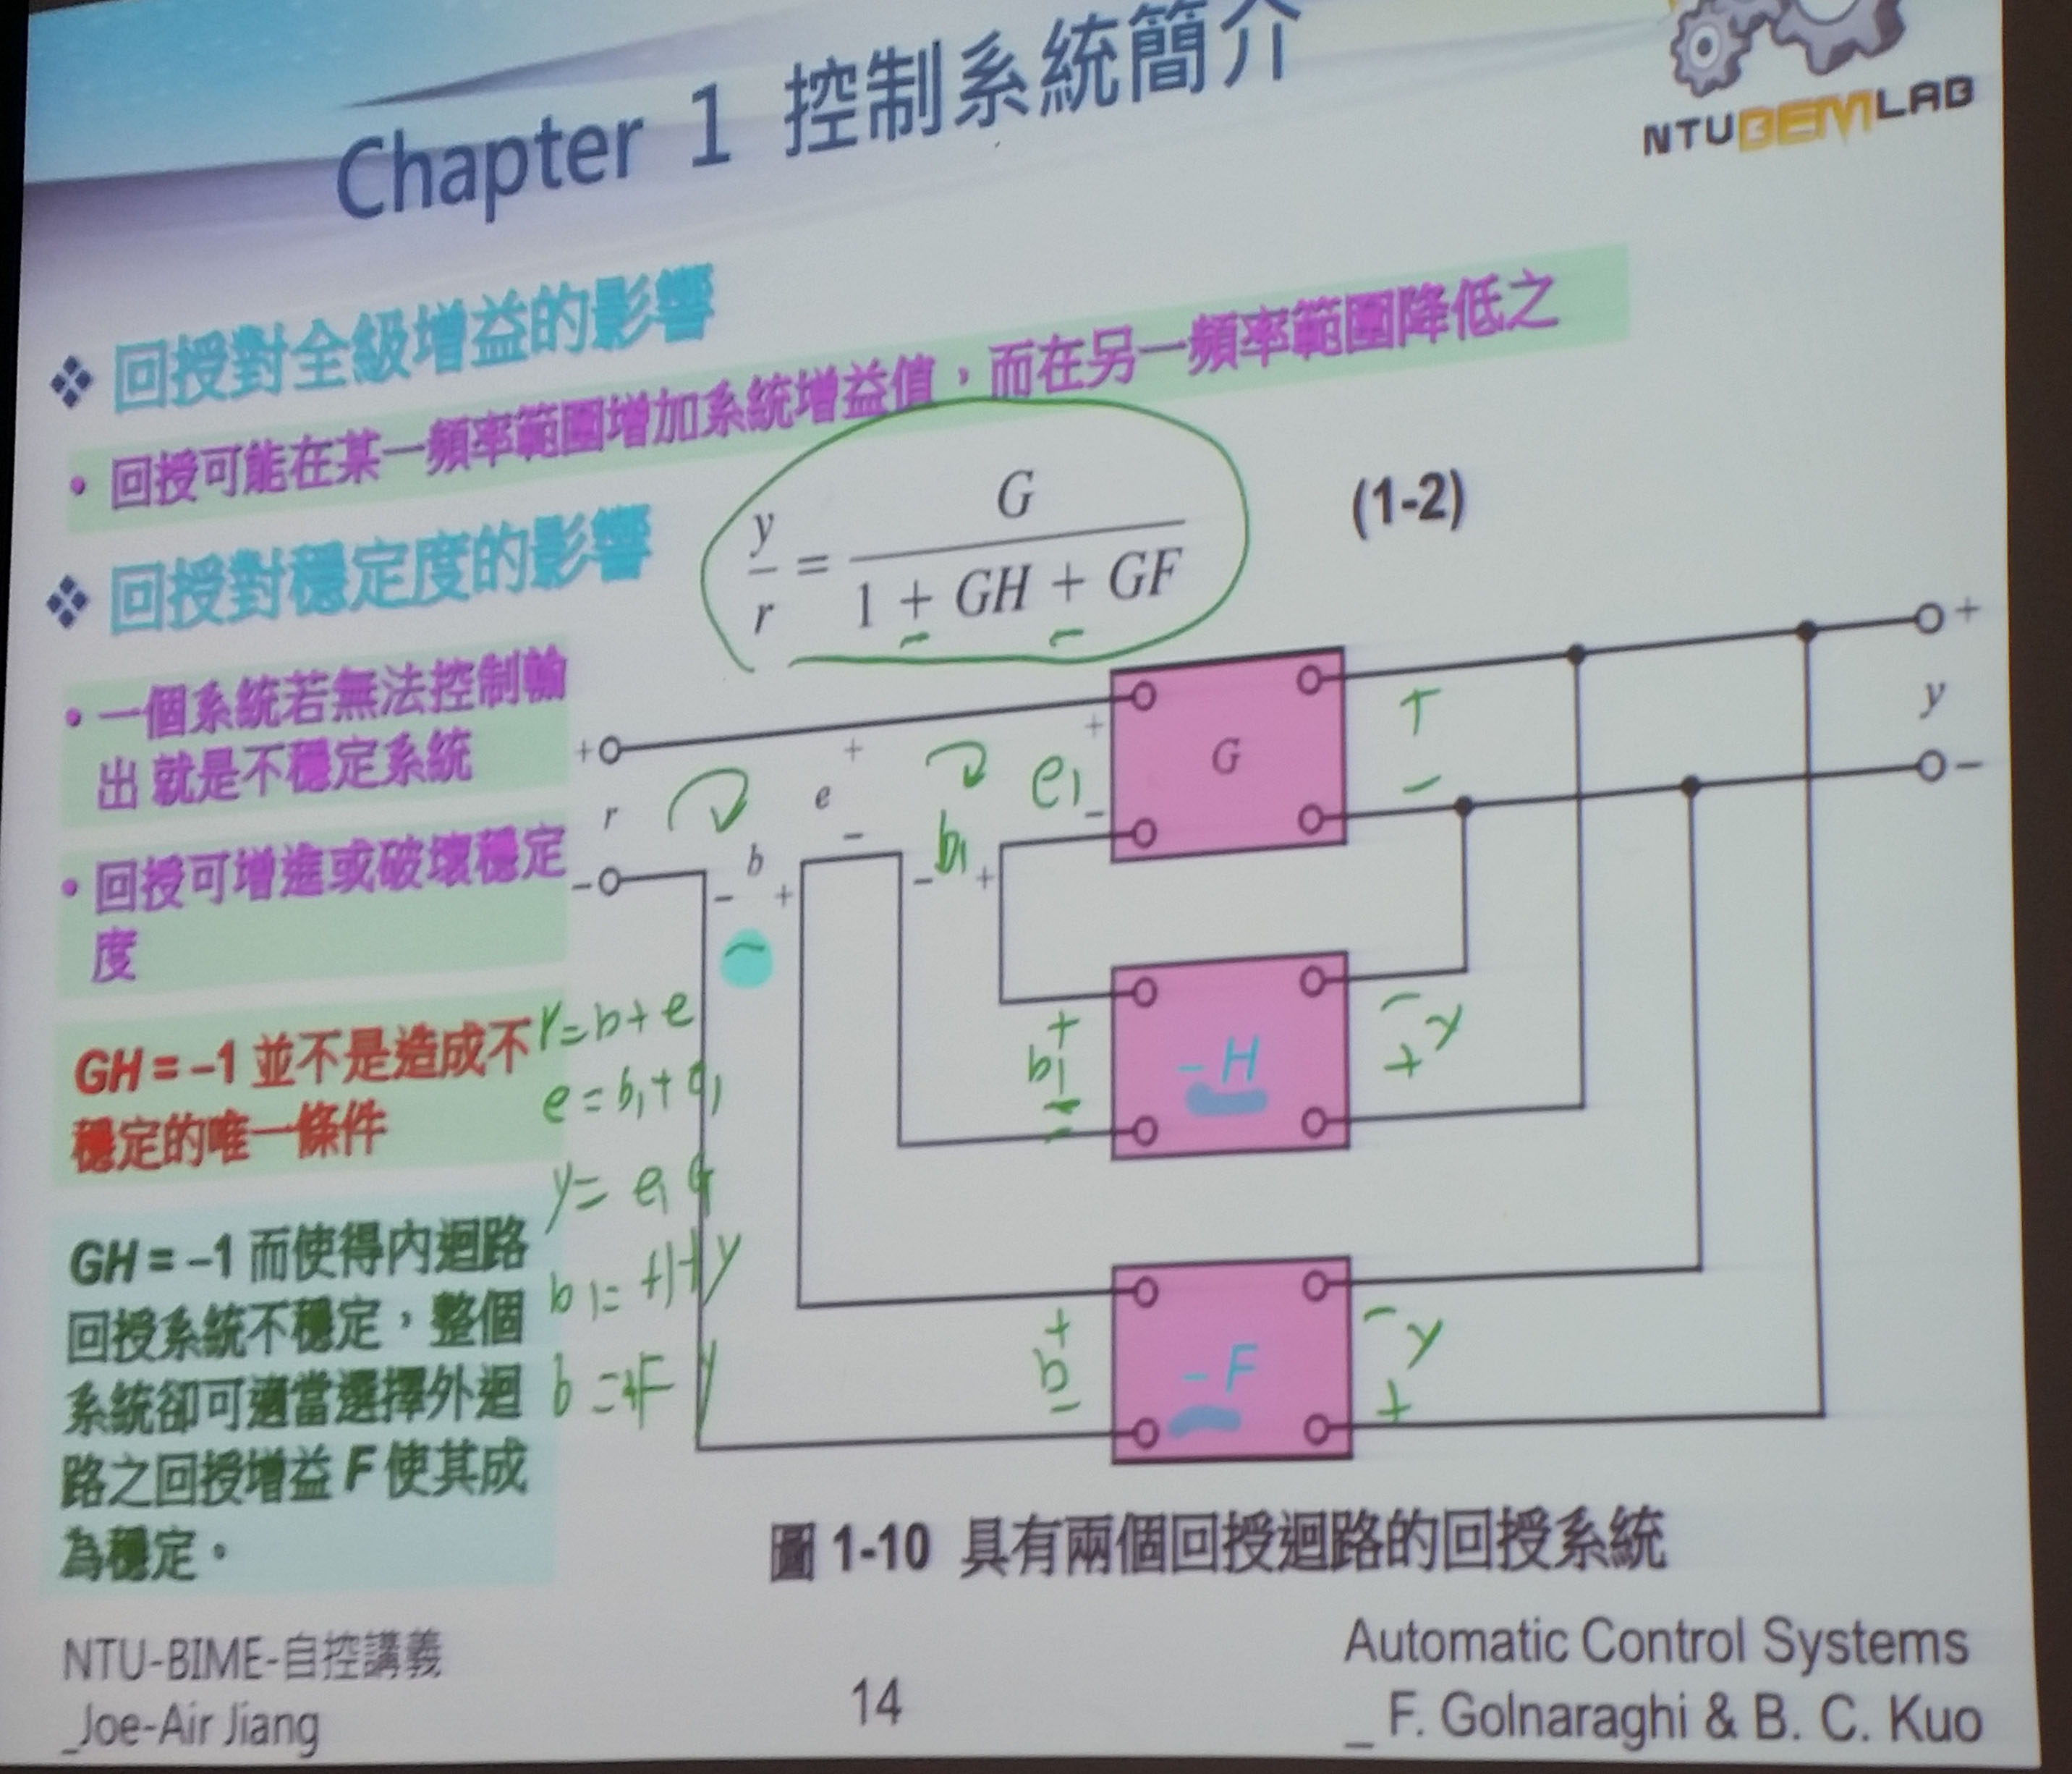 Chapter 1 控制系統簡介
NTUBEMLAB
❖ 回授對全級增益的影響
• 回授可能在某一頻率範圍增加系統增益值，而在另一頻率範圍降低之
❖ 回授對穩定度的影響
y/r = G/(1 + GH + GF)
(1-2)
− −
• 一個系統若無法控制輸
出 就是不穩定系統
• 回授可增進或破壞穩定
度
GH = –1 並不是造成不
穩定的唯一條件
GH = –1 而使得內迴路
回授系統不穩定，整個
系統卻可適當選擇外迴
路之回授增益 F 使其成
為穩定。
+ r −
− b +
+ e −
− b1 +
+ e1 −
G
+ −
+ y −
+ b1 −
-H
− y +
+ b −
-F
− y +
r = b + e
e = b1 + e1
y = e1 G
b = +F y
圖 1-10 具有兩個回授迴路的回授系統
NTU-BIME-自控講義
_Joe-Air Jiang
14
Automatic Control Systems
_ F. Golnaraghi & B. C. Kuo